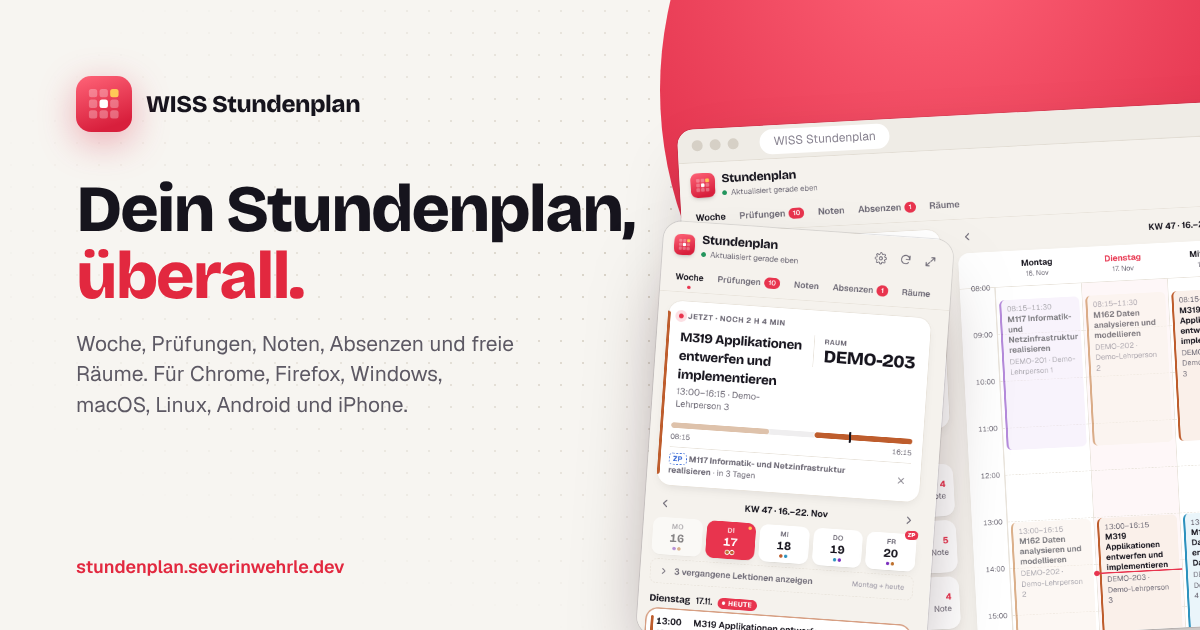 WISS Stundenplan
Dein Stundenplan,
überall.
Woche, Prüfungen, Noten, Absenzen und freie
Räume. Für Chrome, Firefox, Windows,
macOS, Linux, Android und iPhone.
stundenplan.severinwehrle.dev
WISS Stundenplan
Stundenplan
Aktualisiert gerade eben
Woche Prüfungen 10 Noten Absenzen 1 Räume
Stundenplan
Aktualisiert gerade eben
Woche Prüfungen 10 Noten Absenzen 1 Räume
JETZT · NOCH 2 H 4 MIN
M319 Applikationen
entwerfen und
implementieren
13:00–16:15 · Demo-
Lehrperson 3
RAUM
DEMO-203
08:15 16:15
ZP M117 Informatik- und Netzinfrastruktur
realisieren · in 3 Tagen
KW 47 · 16.–22. Nov
MO
16
DI
17
MI
18
DO
19
FR
20
ZP
3 vergangene Lektionen anzeigen Montag → heute
Dienstag 17.11. HEUTE
13:00 M319 Applikationen
4
5
Note
4
Note
KW 47 · 16.–
Montag
16. Nov
Dienstag
17. Nov
08:00
09:00
10:00
11:00
12:00
13:00
14:00
15:00
08:15–11:30
M117 Informatik-
und
Netzinfrastruktur
realisieren
DEMO-201 · Demo-
Lehrperson 1
08:15–11:30
M162 Daten
analysieren und
modellieren
DEMO-202 ·
Demo-Lehrperson
2
13:00–16:15
M162 Daten
analysieren und
modellieren
DEMO-202 ·
Demo-Lehrperson
2
13:00–16:15
M319
Applikationen
entwerfen und
implementieren
DEMO-203 ·
Demo-Lehrperson
3